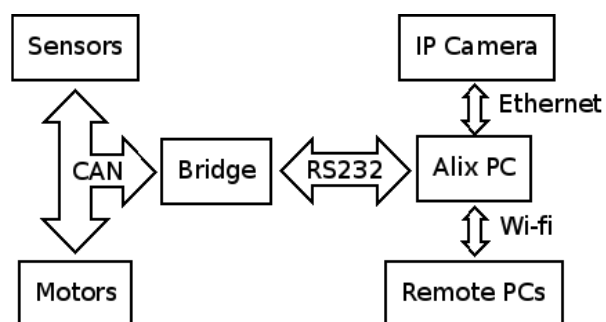 Sensors
IP Camera
Ethernet
CAN
Bridge
RS232
Alix PC
Wi-fi
Motors
Remote PCs